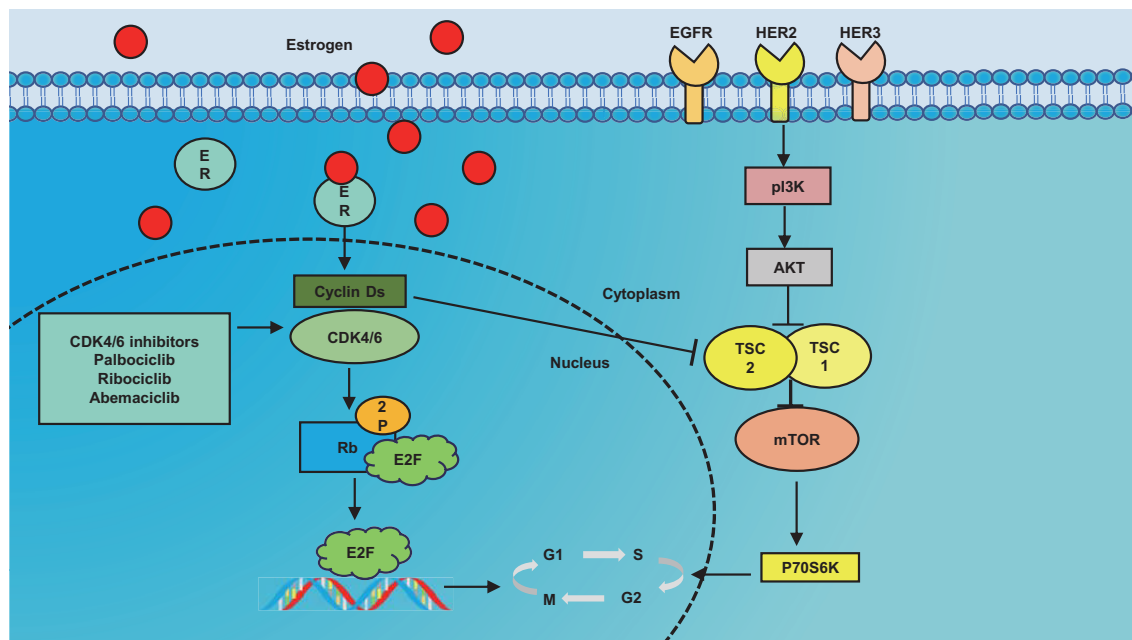 Estrogen
EGFR
HER2
HER3
E
R
E
R
pI3K
AKT
Cyclin Ds
Cytoplasm
CDK4/6
CDK4/6 inhibitors
Palbociclib
Ribociclib
Abemaciclib
Nucleus
TSC
2
TSC
1
2
P
Rb
E2F
mTOR
E2F
G1
S
M
G2
P70S6K